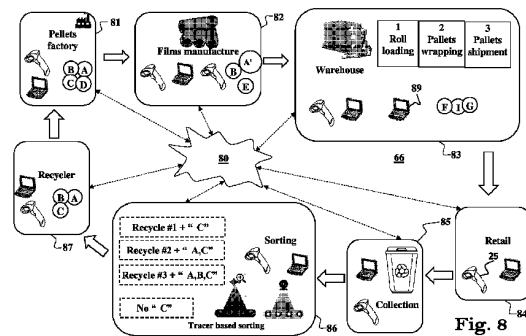 81
Pellets
factory
B A
C D
82
Films manufacture
A'
B
E
Warehouse
1
Roll
loading
2
Pallets
wrapping
3
Pallets
shipment
89
F I G
66
83
80
Recycler
B A
C
87
Recycle #1 + “ C”
Recycle #2 + “ A,C”
Recycle #3 + “ A,B,C”
No “ C”
Sorting
Tracer based sorting
86
85
Collection
Retail
25
84
Fig. 8